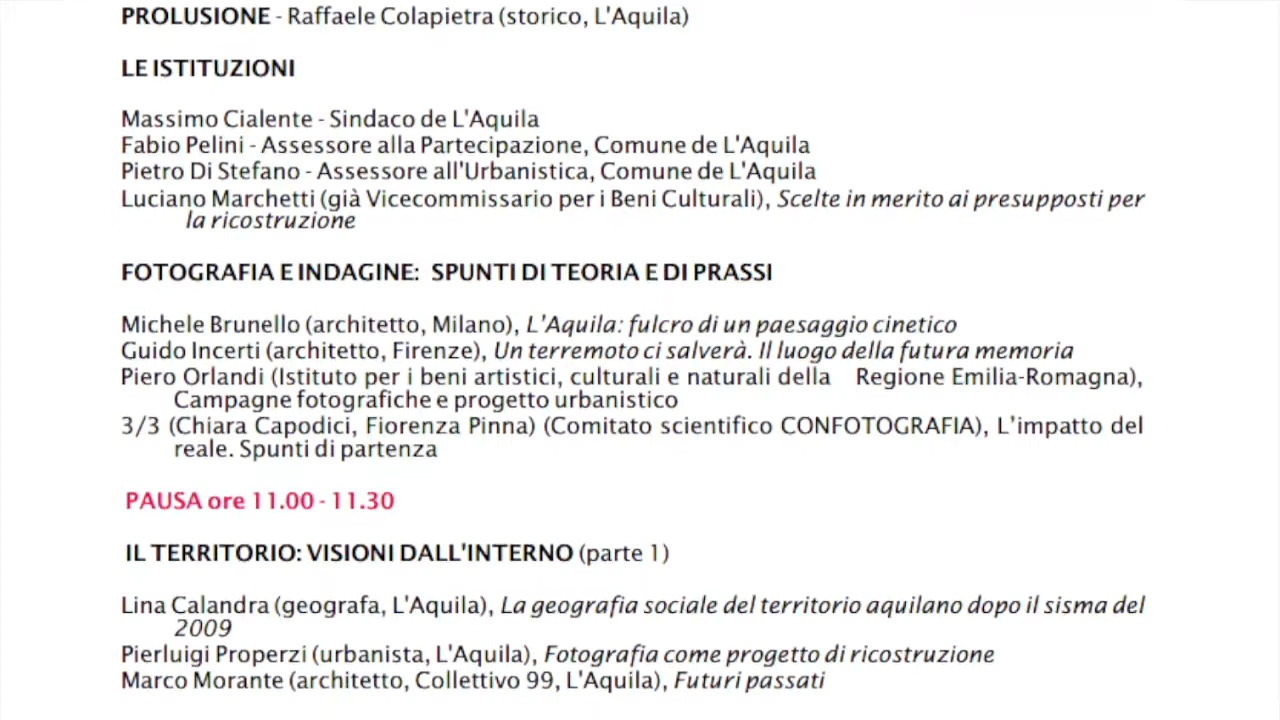 PROLUSIONE - Raffaele Colapietra (storico, L'Aquila)
LE ISTITUZIONI
Massimo Cialente - Sindaco de L'Aquila
Fabio Pelini - Assessore alla Partecipazione, Comune de L'Aquila
Pietro Di Stefano - Assessore all'Urbanistica, Comune de L'Aquila
Luciano Marchetti (già Vicecommissario per i Beni Culturali), Scelte in merito ai presupposti per
la ricostruzione
FOTOGRAFIA E INDAGINE: SPUNTI DI TEORIA E DI PRASSI
Michele Brunello (architetto, Milano), L'Aquila: fulcro di un paesaggio cinetico
Guido Incerti (architetto, Firenze), Un terremoto ci salverà. Il luogo della futura memoria
Piero Orlandi (Istituto per i beni artistici, culturali e naturali della Regione Emilia-Romagna),
Campagne fotografiche e progetto urbanistico
3/3 (Chiara Capodici, Fiorenza Pinna) (Comitato scientifico CONFOTOGRAFIA), L'impatto del
reale. Spunti di partenza
PAUSA ore 11.00 - 11.30
IL TERRITORIO: VISIONI DALL'INTERNO (parte 1)
Lina Calandra (geografa, L'Aquila), La geografia sociale del territorio aquilano dopo il sisma del
2009
Pierluigi Properzi (urbanista, L'Aquila), Fotografia come progetto di ricostruzione
Marco Morante (architetto, Collettivo 99, L'Aquila), Futuri passati